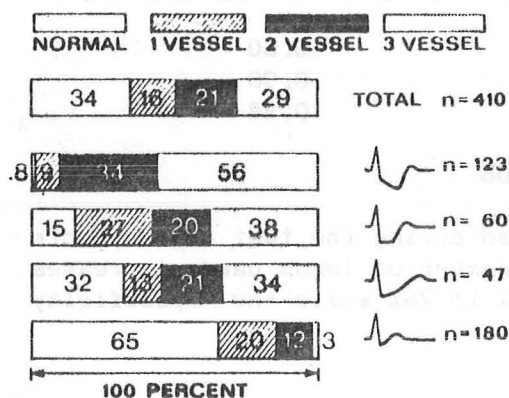 NORMAL 1 VESSEL 2 VESSEL 3 VESSEL
34 16 21 29 TOTAL n=410
.8 9 34 56 n=123
15 27 20 38 n=60
32 13 21 34 n=47
65 20 12 3 n=180
100 PERCENT